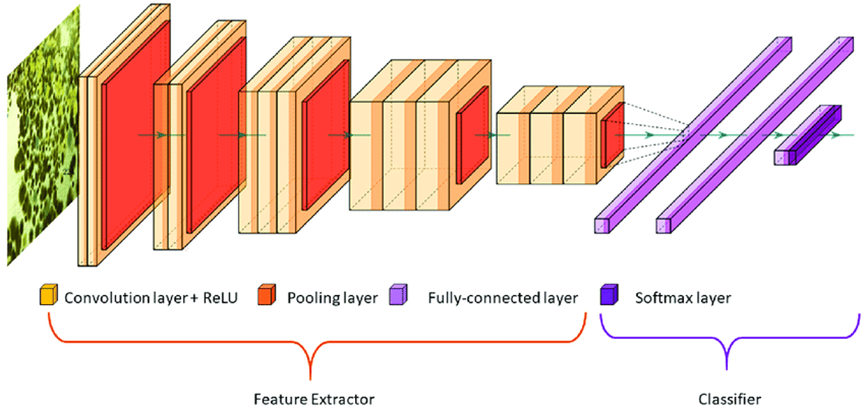 Convolution layer + ReLU Pooling layer Fully-connected layer Softmax layer
Feature Extractor Classifier